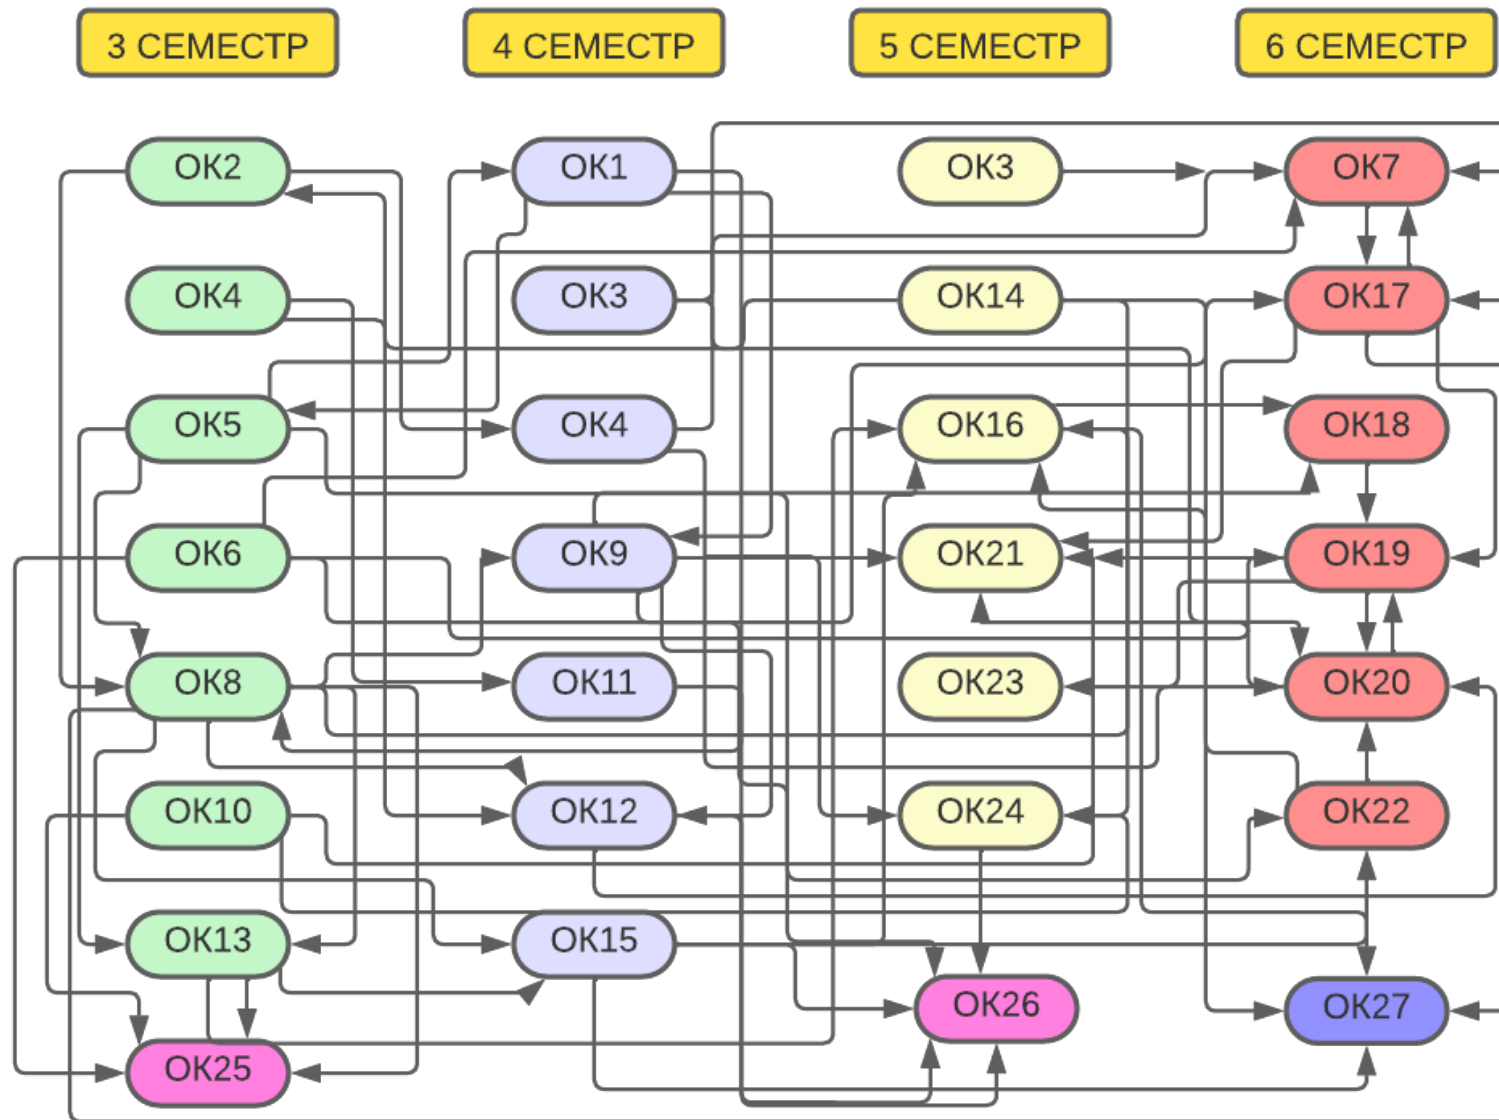 3 СЕМЕСТР 4 СЕМЕСТР 5 СЕМЕСТР 6 СЕМЕСТР
ОК2 ОК1 ОК3 ОК7
ОК4 ОК3 ОК14 ОК17
ОК5 ОК4 ОК16 ОК18
ОК6 ОК9 ОК21 ОК19
ОК8 ОК11 ОК23 ОК20
ОК10 ОК12 ОК24 ОК22
ОК13 ОК15
ОК26 ОК27
ОК25